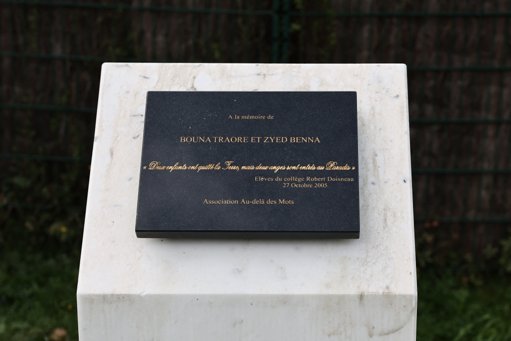 A la mémoire de
BOUNA TRAORE ET ZYED BENNA
« Deux enfants ont quitté la Terre, mais deux anges sont entrés au Paradis »
Elèves du collège Robert Doisneau
27 Octobre 2005
Association Au-delà des Mots